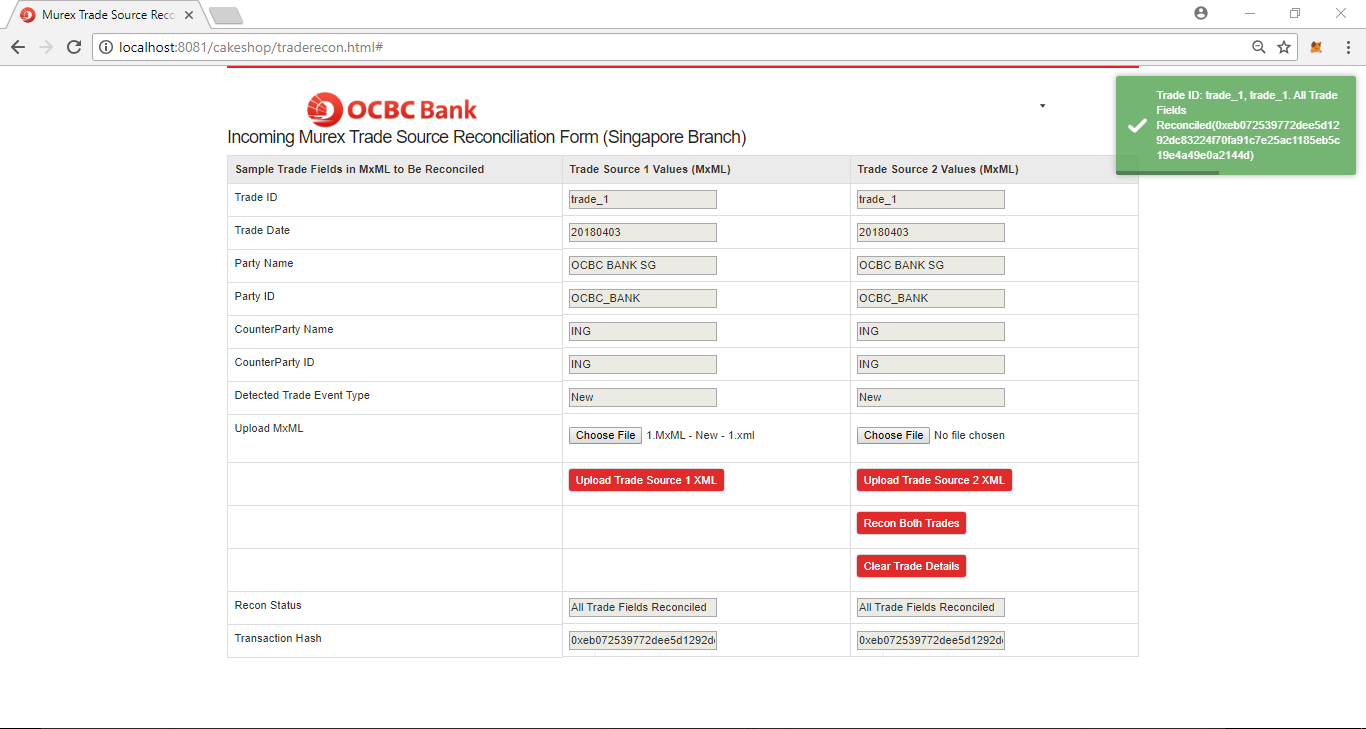 Murex Trade Source Reco
localhost:8081/cakeshop/traderecon.html#
Trade ID: trade_1, trade_1. All Trade
Fields
Reconciled(0xeb072539772dee5d12
92dc83224f70fa91c7e25ac1185eb5c
19e4a49e0a2144d)
OCBC Bank
Incoming Murex Trade Source Reconciliation Form (Singapore Branch)
Sample Trade Fields in MxML to Be Reconciled Trade Source 1 Values (MxML) Trade Source 2 Values (MxML)
Trade ID trade_1 trade_1
Trade Date 20180403 20180403
Party Name OCBC BANK SG OCBC BANK SG
Party ID OCBC_BANK OCBC_BANK
CounterParty Name ING ING
CounterParty ID ING ING
Detected Trade Event Type New New
Upload MxML Choose File 1.MxML - New - 1.xml Choose File No file chosen
Upload Trade Source 1 XML Upload Trade Source 2 XML
Recon Both Trades
Clear Trade Details
Recon Status All Trade Fields Reconciled All Trade Fields Reconciled
Transaction Hash 0xeb072539772dee5d1292d 0xeb072539772dee5d1292d